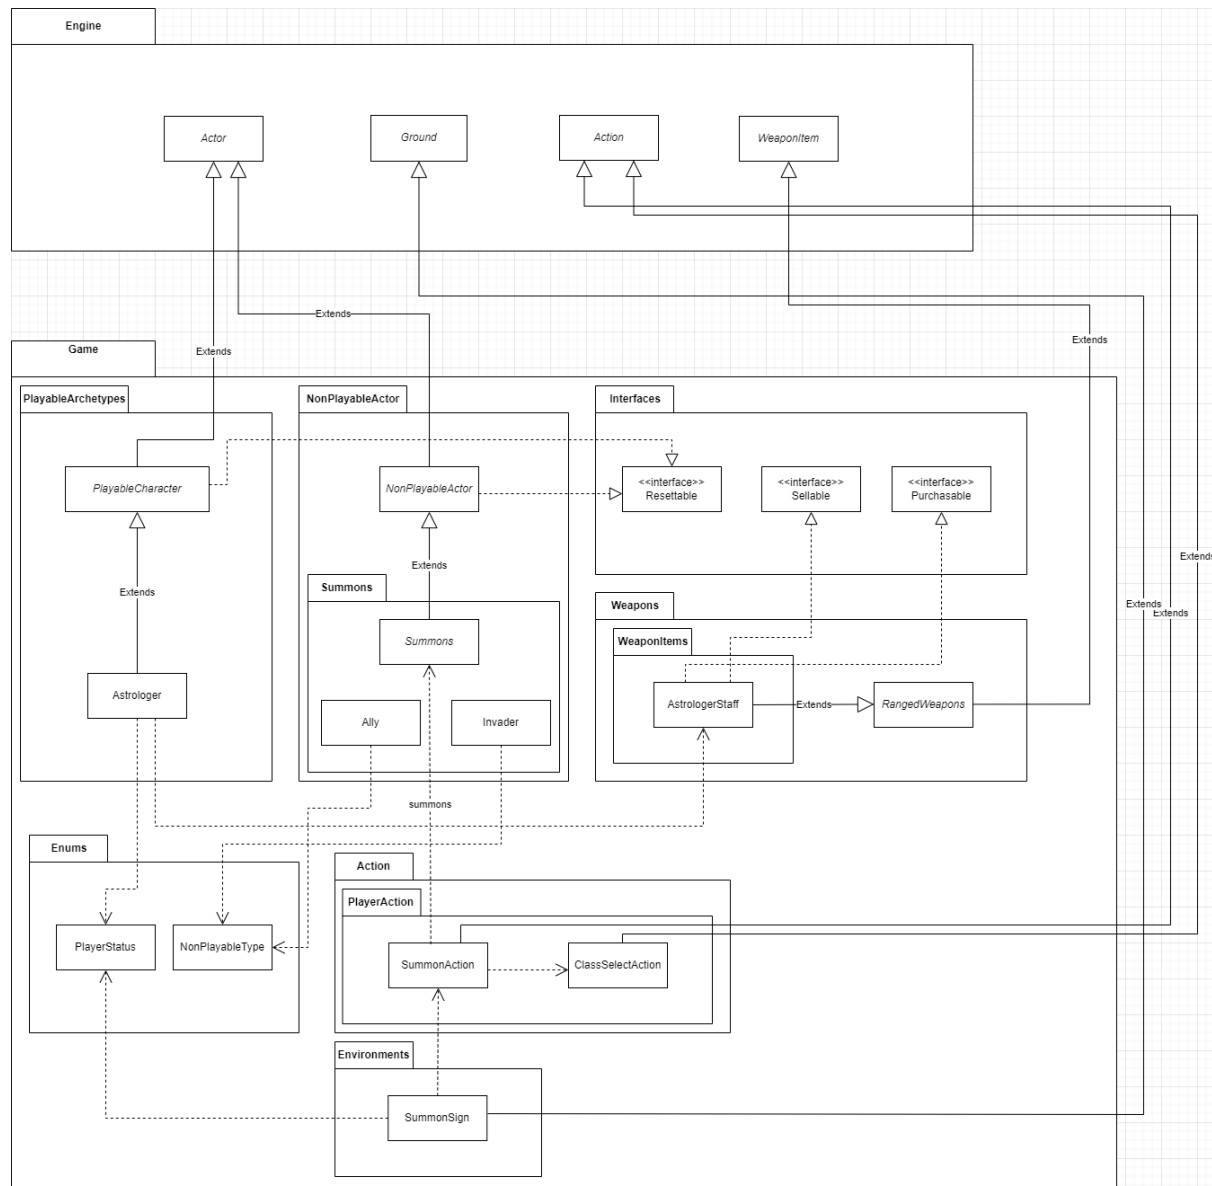 Engine
Actor
Ground
Action
WeaponItem
Extends
Extends
Extends
Game
PlayableArchetypes
NonPlayableActor
Interfaces
PlayableCharacter
NonPlayableActor
<<interface>>
Resettable
<<interface>>
Sellable
<<interface>>
Purchasable
Extends
Extends
Extends
Summons
Weapons
Extends
Extends
Summons
WeaponItems
Astrologer
Ally
Invader
AstrologerStaff
Extends
RangedWeapons
summons
Enums
Action
PlayerAction
PlayerStatus
NonPlayableType
SummonAction
ClassSelectAction
Environments
SummonSign